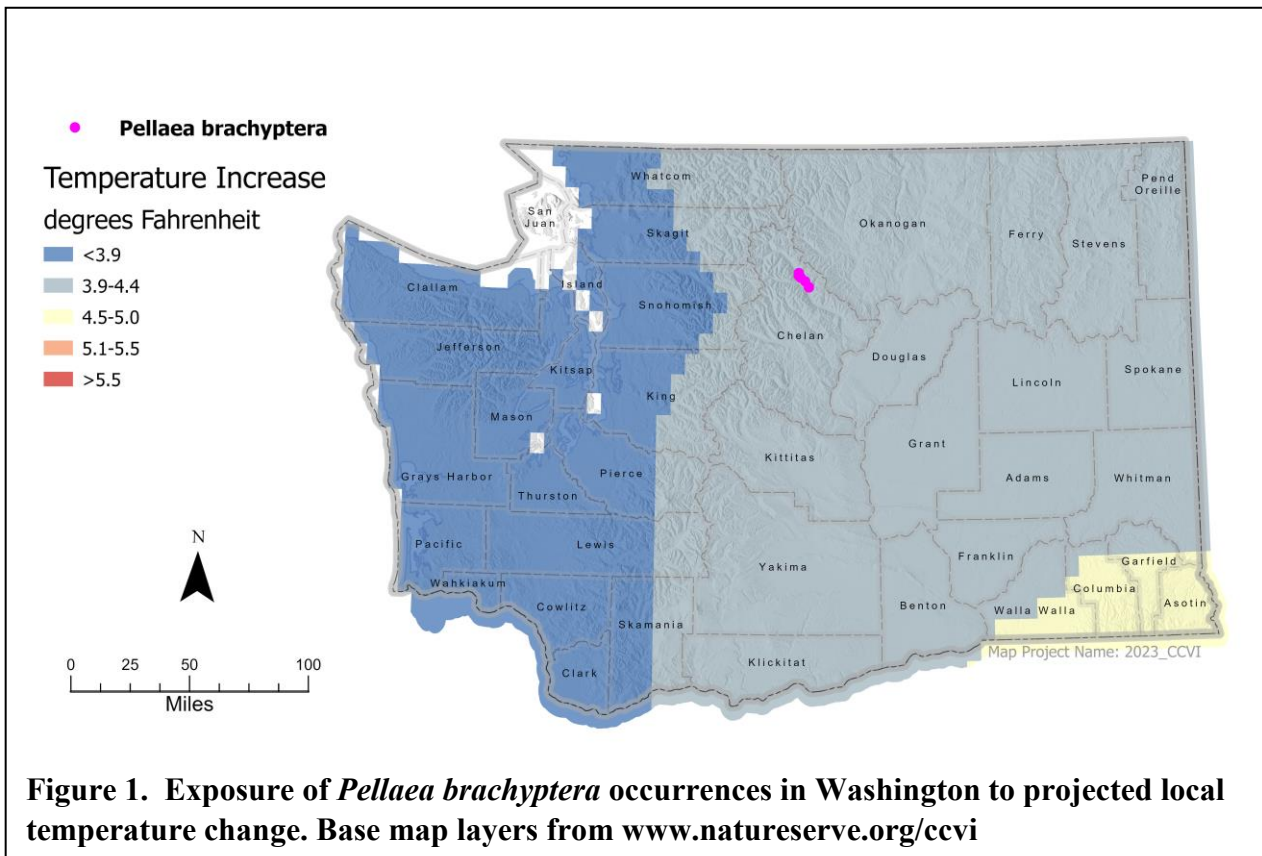 Pellaea brachyptera
Temperature Increase
degrees Fahrenheit
<3.9
3.9-4.4
4.5-5.0
5.1-5.5
>5.5
N
0 25 50 100
Miles
Whatcom
San
Juan
Skagit
Island
Snohomish
Clallam
Jefferson
Kitsap
King
Mason
Grays Harbor
Thurston
Pierce
Pacific
Lewis
Wahkiakum
Cowlitz
Skamania
Clark
Okanogan
Ferry
Stevens
Pend
Oreille
Chelan
Douglas
Lincoln
Spokane
Kittitas
Grant
Adams
Whitman
Yakima
Franklin
Benton
Walla Walla
Columbia
Garfield
Asotin
Klickitat
Map Project Name: 2023_CCVI
Figure 1. Exposure of Pellaea brachyptera occurrences in Washington to projected local
temperature change. Base map layers from www.natureserve.org/ccvi